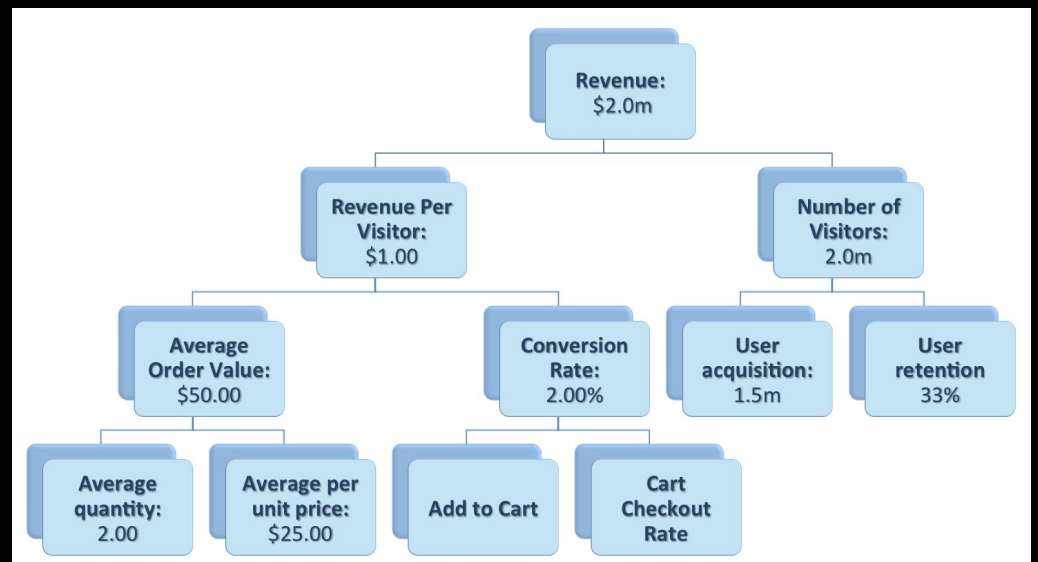 Revenue:
$2.0m
Revenue Per
Visitor:
$1.00
Number of
Visitors:
2.0m
Average
Order Value:
$50.00
Conversion
Rate:
2.00%
User
acquisition:
1.5m
User
retention
33%
Average
quantity:
2.00
Average per
unit price:
$25.00
Add to Cart
Cart
Checkout
Rate